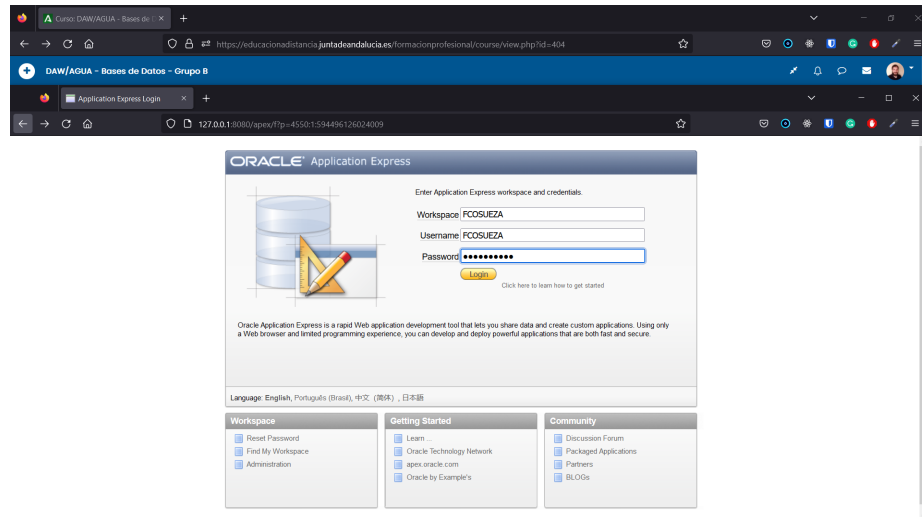 Curso: DAW/AGUA - Bases de D
https://educacionadistancia.juntadeandalucia.es/formacionprofesional/course/view.php?id=404
DAW/AGUA - Bases de Datos - Grupo B
Application Express Login
127.0.0.1:8080/apex/f?p=4550:1:594496126024009
ORACLE Application Express
Enter Application Express workspace and credentials.
Workspace FCOSUEZA
Username FCOSUEZA
Password ••••••••••
Login
Click here to learn how to get started
Oracle Application Express is a rapid Web application development tool that lets you share data and create custom applications. Using only
a Web browser and limited programming experience, you can develop and deploy powerful applications that are both fast and secure.
Language: English, Português (Brasil), 中文 (简体) , 日本語
Workspace
Reset Password
Find My Workspace
Administration
Getting Started
Learn ...
Oracle Technology Network
apex.oracle.com
Oracle by Example's
Community
Discussion Forum
Packaged Applications
Partners
BLOGs